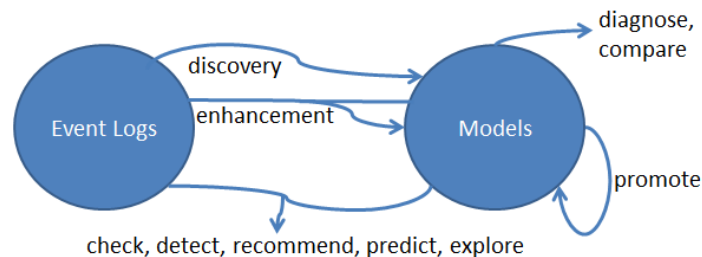 diagnose,
compare
discovery
Event Logs
enhancement
Models
promote
check, detect, recommend, predict, explore